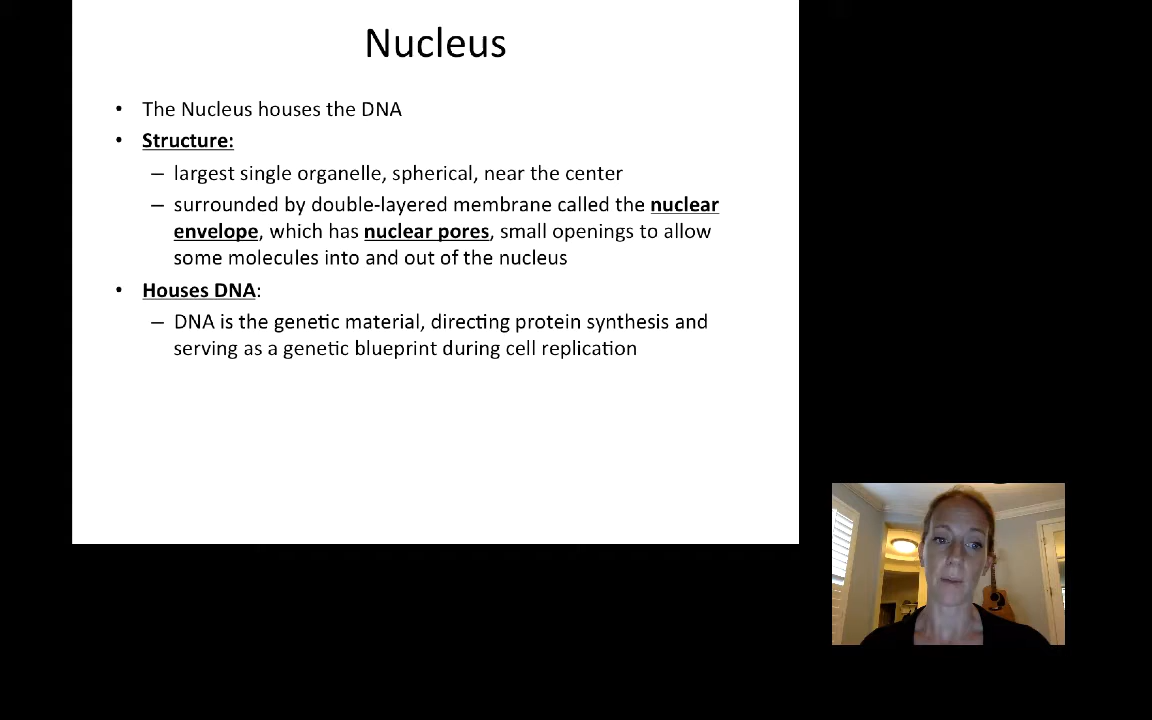 Nucleus
• The Nucleus houses the DNA
• Structure:
– largest single organelle, spherical, near the center
– surrounded by double-layered membrane called the nuclear
envelope, which has nuclear pores, small openings to allow
some molecules into and out of the nucleus
• Houses DNA:
– DNA is the genetic material, directing protein synthesis and
serving as a genetic blueprint during cell replication